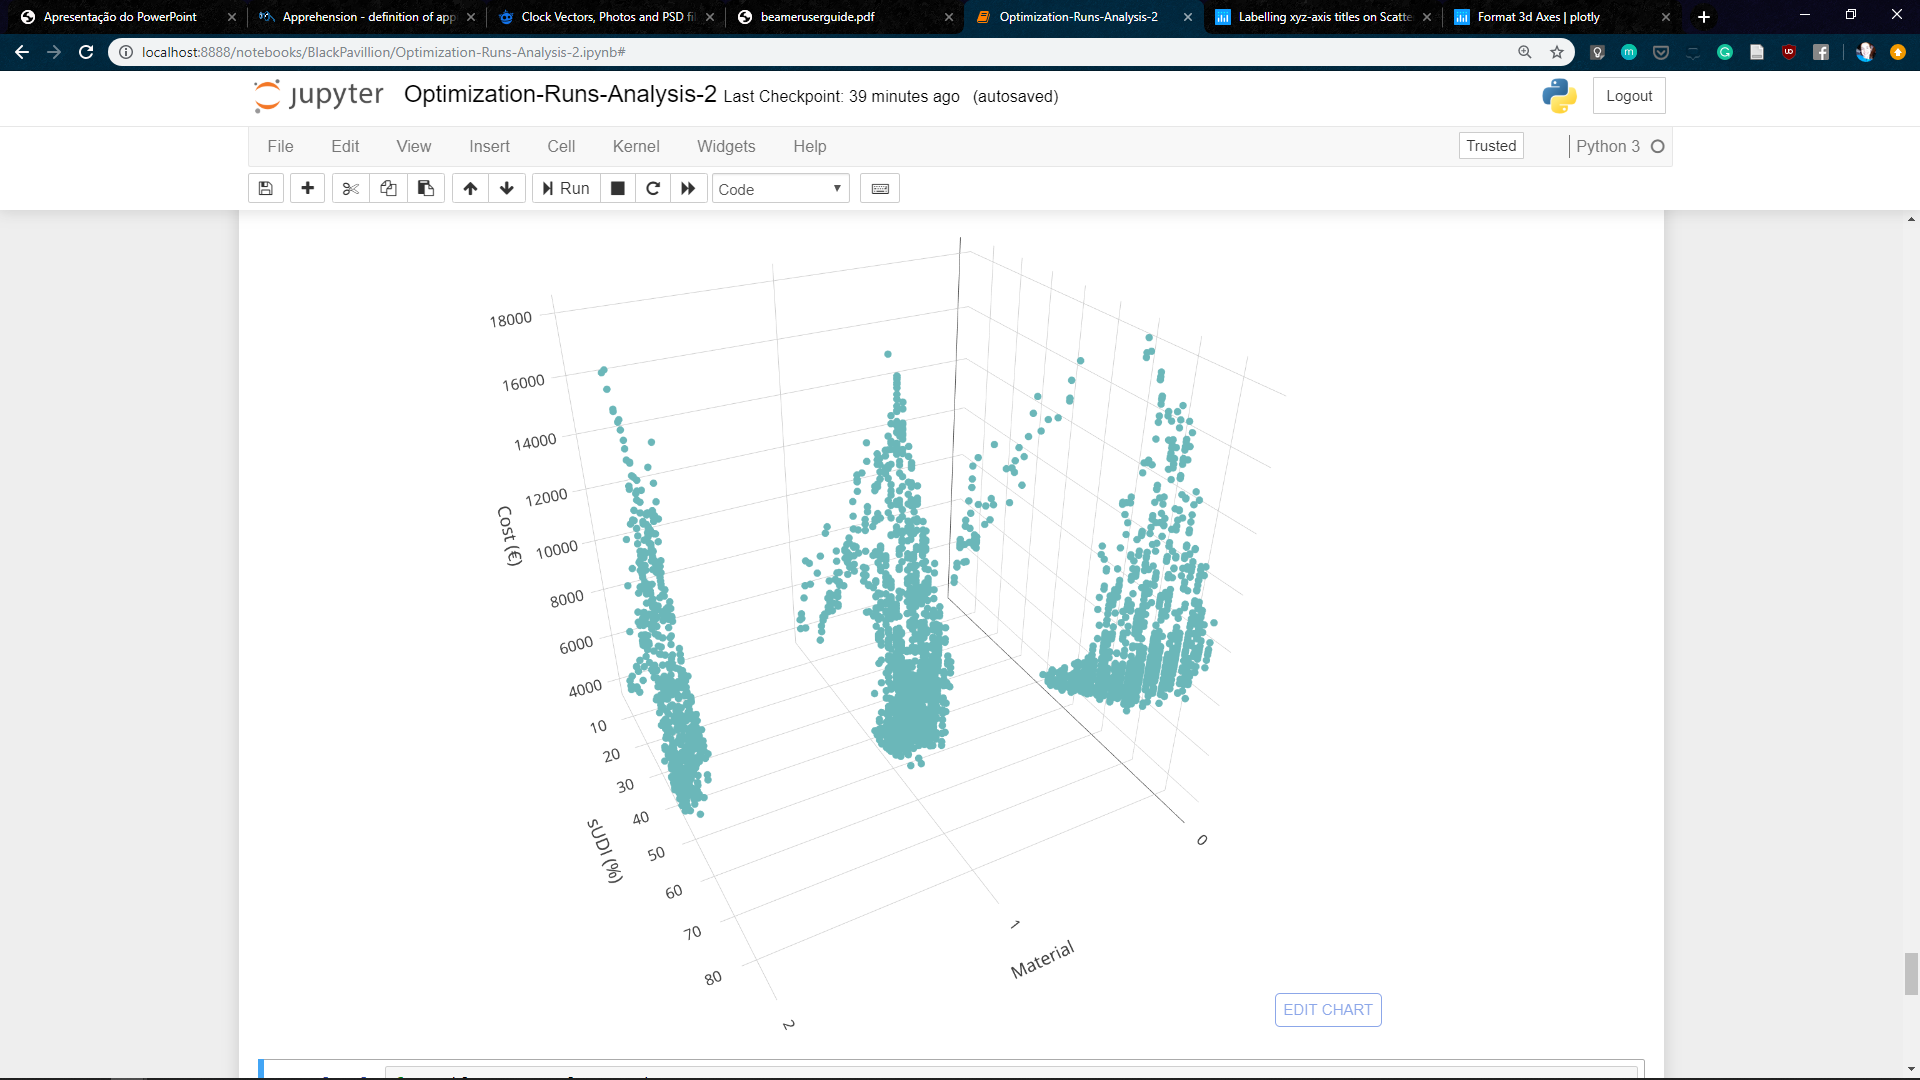 Apresentação do PowerPoint
Apprehension - definition of app
Clock Vectors, Photos and PSD fil
beameruserguide.pdf
Optimization-Runs-Analysis-2
Labelling xyz-axis titles on Scatte
Format 3d Axes | plotly
localhost:8888/notebooks/BlackPavillion/Optimization-Runs-Analysis-2.ipynb#
jupyter Optimization-Runs-Analysis-2 Last Checkpoint: 39 minutes ago (autosaved)
Logout
File Edit View Insert Cell Kernel Widgets Help
Trusted
Python 3
Run
Code
18000
16000
14000
12000
10000
8000
6000
4000
Cost (€)
10
20
30
40
50
60
70
80
sUDI (%)
0
1
2
Material
EDIT CHART